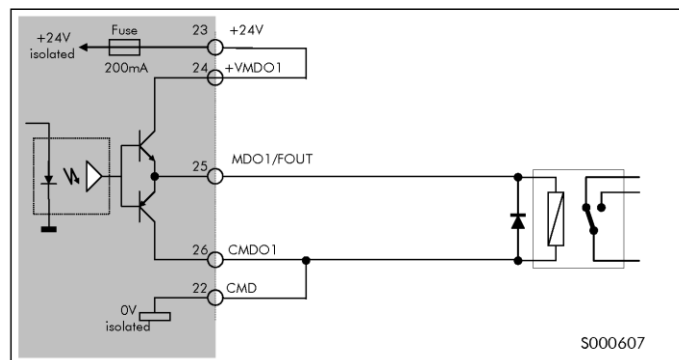 +24V
isolated
Fuse
200mA
23
+24V
24
+VMDO1
25
MDO1/FOUT
26
CMDO1
22
CMD
0V
isolated
S000607